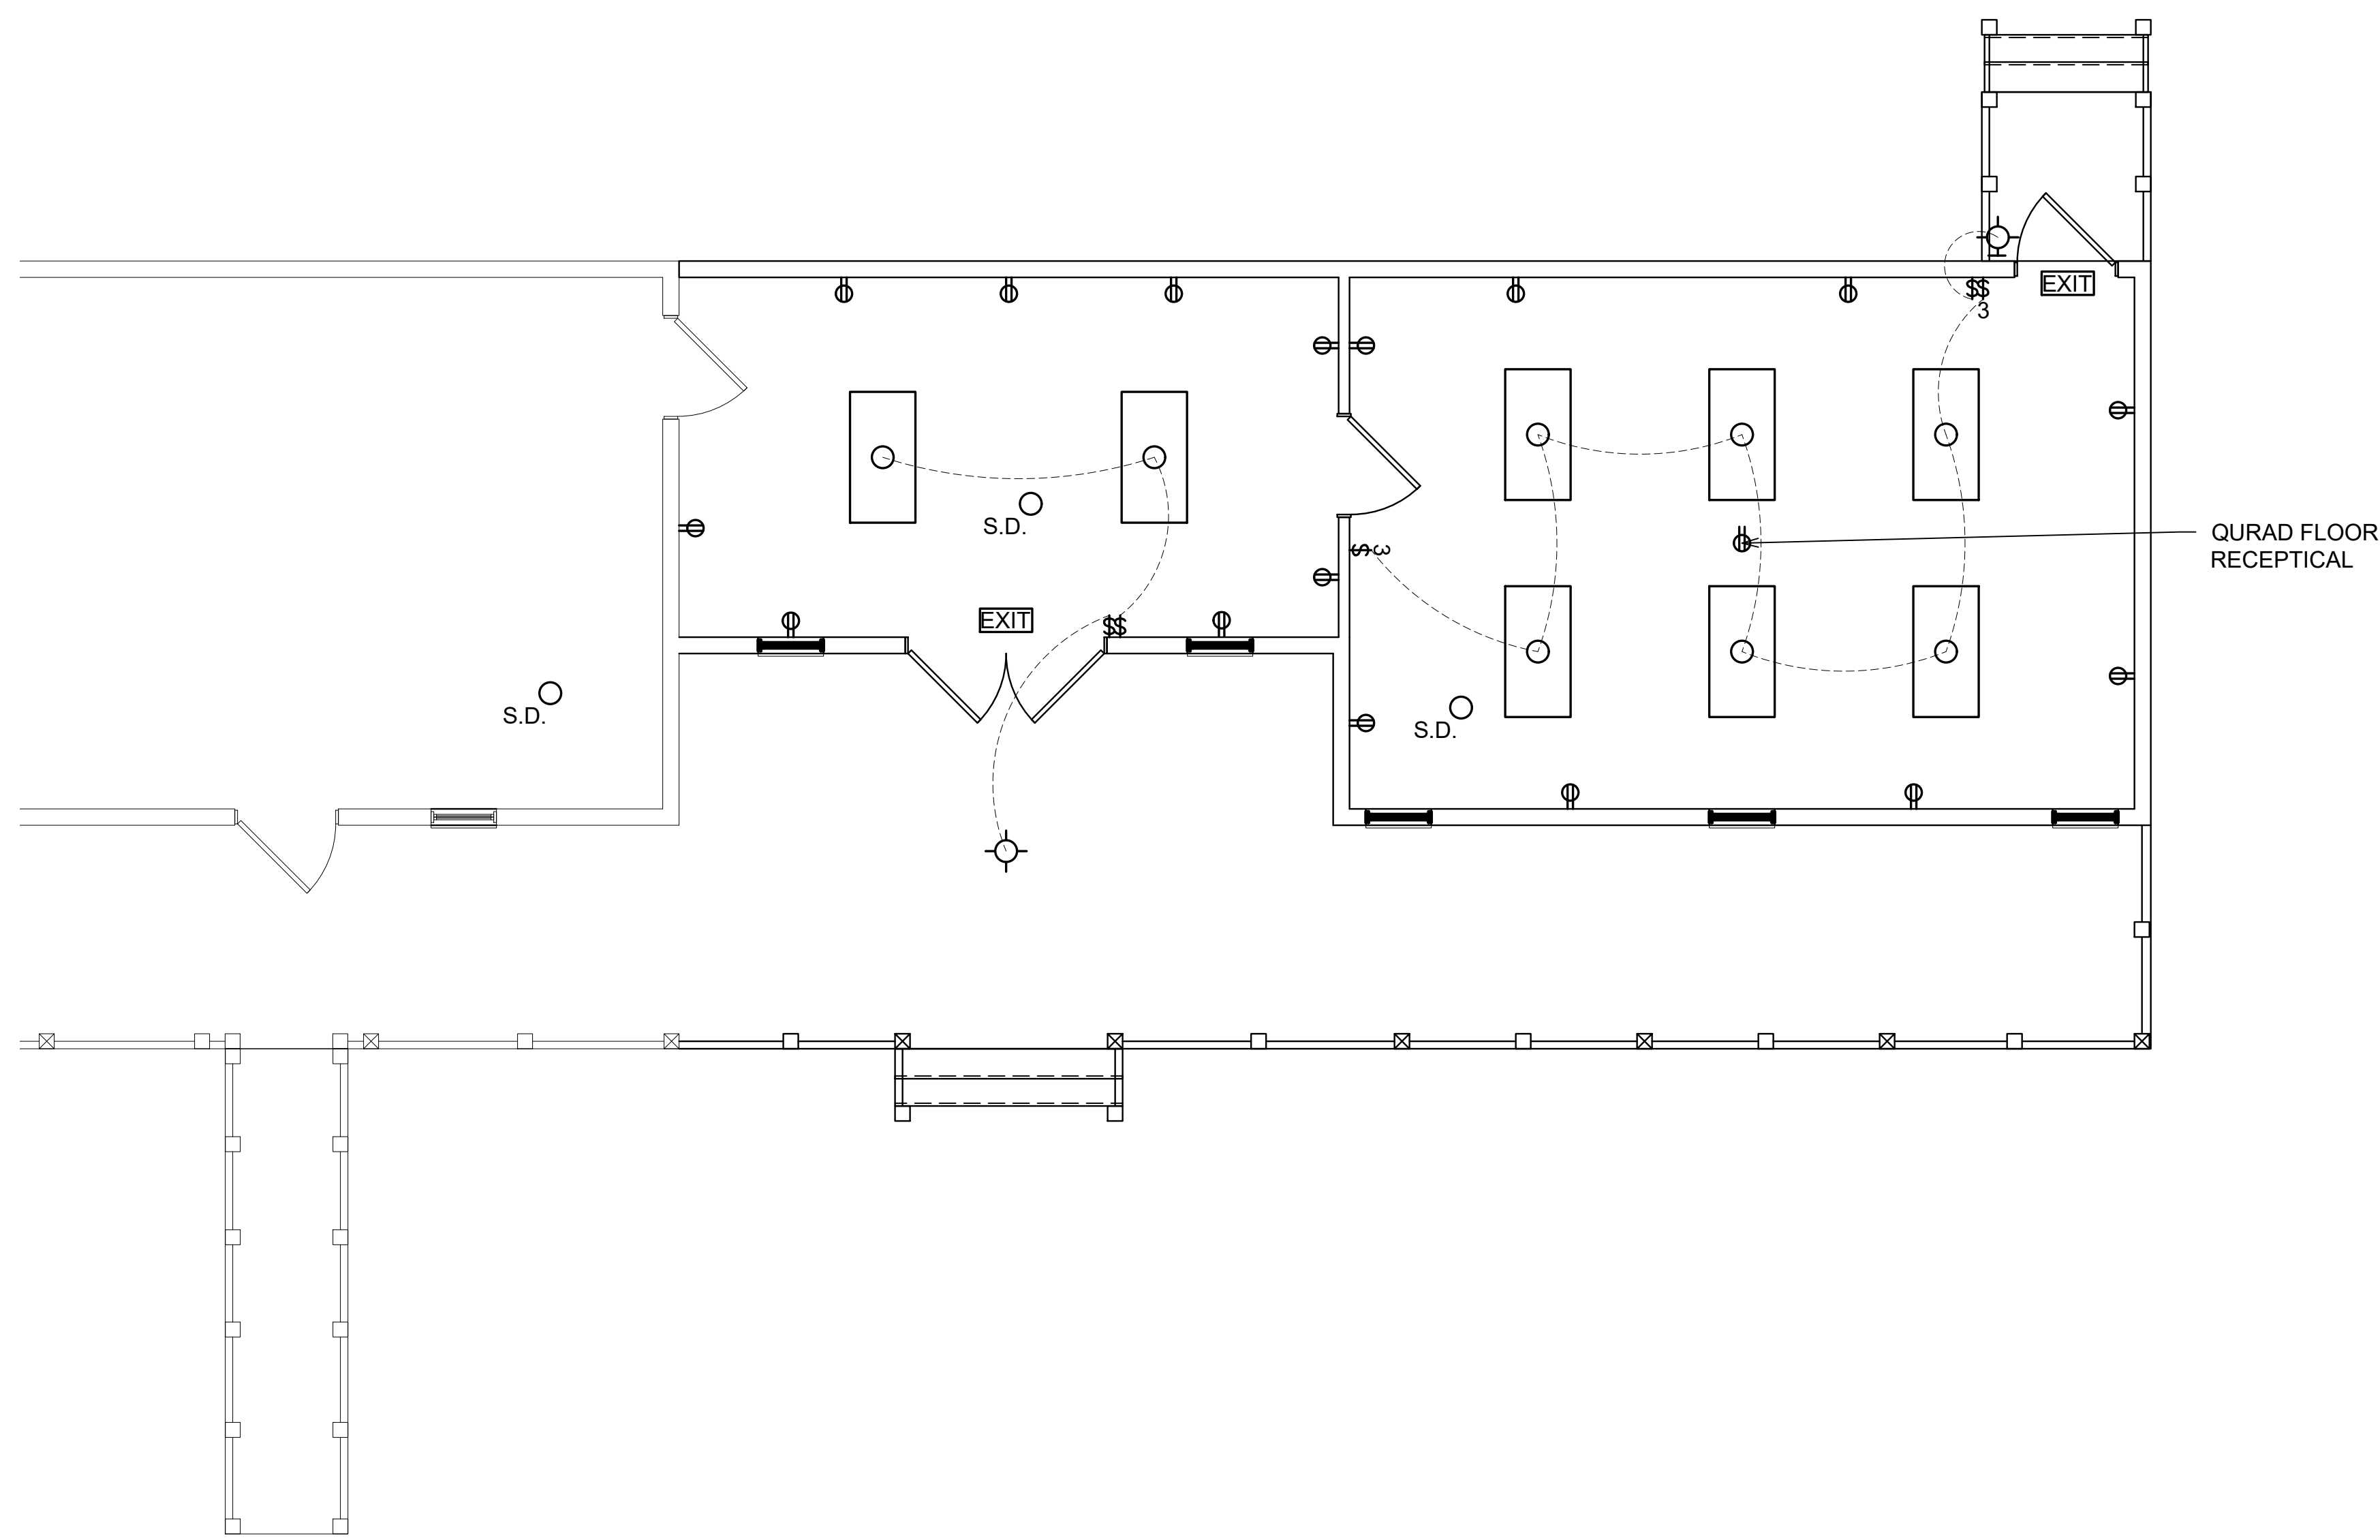 $$
3
EXIT
QURAD FLOOR
RECEPTICAL
S.D.
$
3
EXIT
$$
S.D.
S.D.